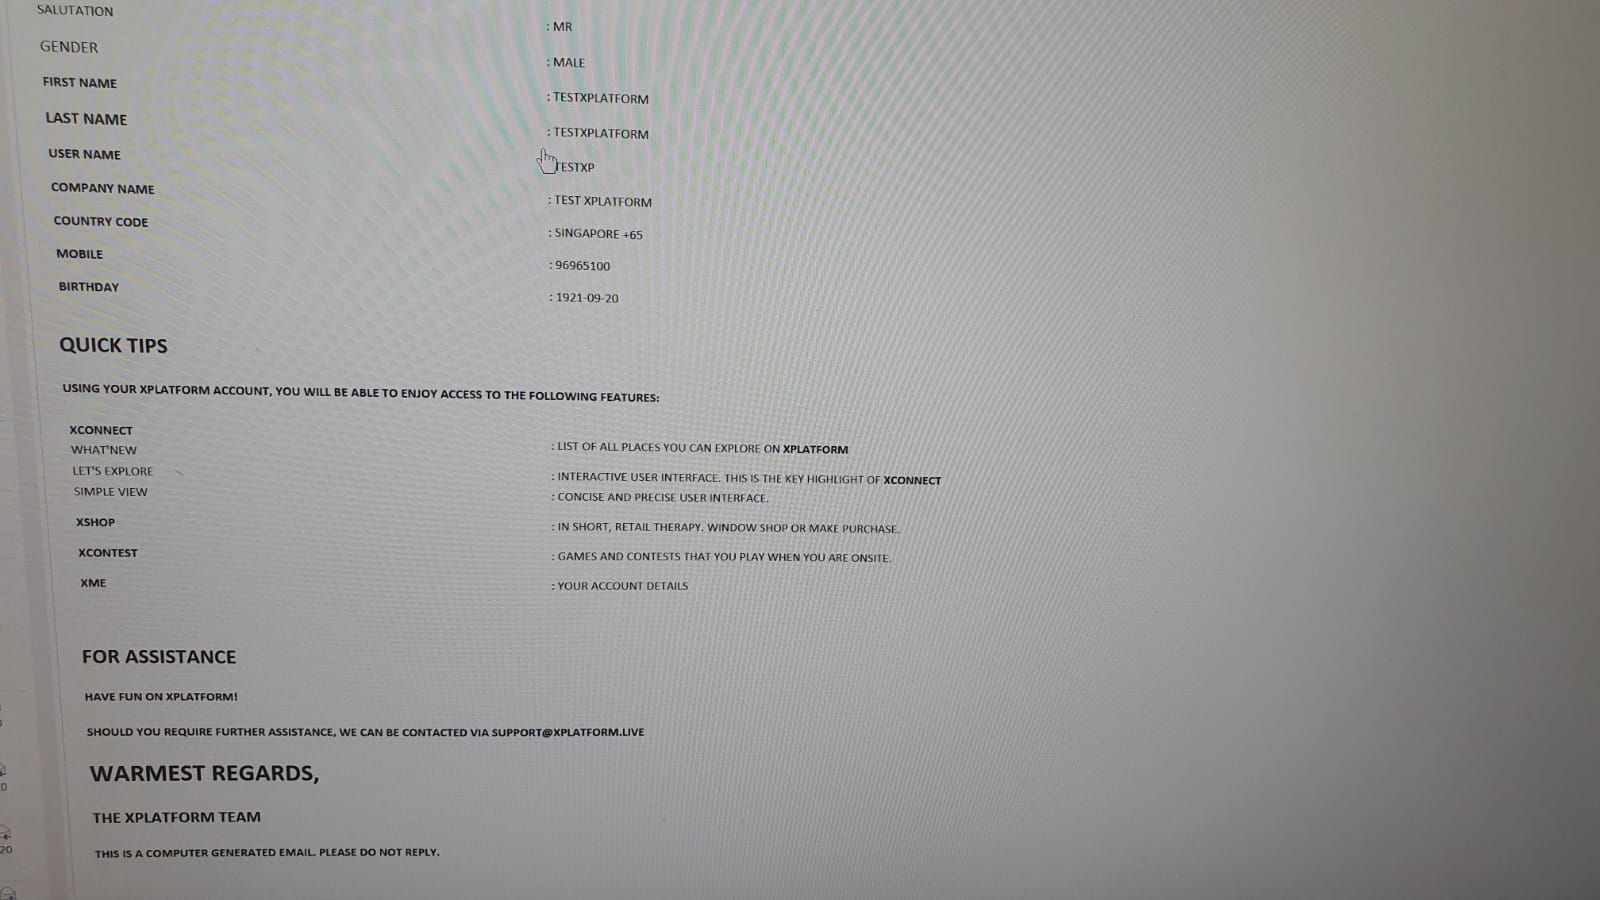 SALUTATION : MR
GENDER : MALE
FIRST NAME : TESTXPLATFORM
LAST NAME : TESTXPLATFORM
USER NAME TESTXP
COMPANY NAME : TEST XPLATFORM
COUNTRY CODE : SINGAPORE +65
MOBILE : 96965100
BIRTHDAY : 1921-09-20
QUICK TIPS
USING YOUR XPLATFORM ACCOUNT, YOU WILL BE ABLE TO ENJOY ACCESS TO THE FOLLOWING FEATURES:
XCONNECT
WHAT'NEW : LIST OF ALL PLACES YOU CAN EXPLORE ON XPLATFORM
LET'S EXPLORE : INTERACTIVE USER INTERFACE. THIS IS THE KEY HIGHLIGHT OF XCONNECT
SIMPLE VIEW : CONCISE AND PRECISE USER INTERFACE.
XSHOP : IN SHORT, RETAIL THERAPY. WINDOW SHOP OR MAKE PURCHASE.
XCONTEST : GAMES AND CONTESTS THAT YOU PLAY WHEN YOU ARE ONSITE.
XME : YOUR ACCOUNT DETAILS
FOR ASSISTANCE
HAVE FUN ON XPLATFORM!
SHOULD YOU REQUIRE FURTHER ASSISTANCE, WE CAN BE CONTACTED VIA SUPPORT@XPLATFORM.LIVE
WARMEST REGARDS,
THE XPLATFORM TEAM
THIS IS A COMPUTER GENERATED EMAIL. PLEASE DO NOT REPLY.